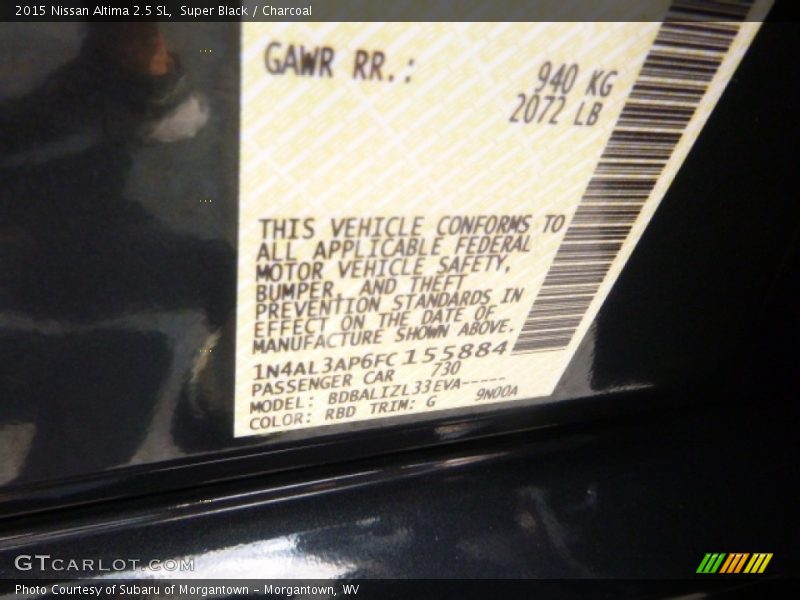 2015 Nissan Altima 2.5 SL, Super Black / Charcoal
GAWR RR.: 940 KG
2072 LB
THIS VEHICLE CONFORMS TO
ALL APPLICABLE FEDERAL
MOTOR VEHICLE SAFETY,
BUMPER, AND THEFT
PREVENTION STANDARDS IN
EFFECT ON THE DATE OF
MANUFACTURE SHOWN ABOVE.
1N4AL3AP6FC155884
PASSENGER CAR 730
MODEL: BDBALIZL33EVA-----
COLOR: RBD TRIM: G 9N00A
GTCARLOT.COM
Photo Courtesy of Subaru of Morgantown - Morgantown, WV